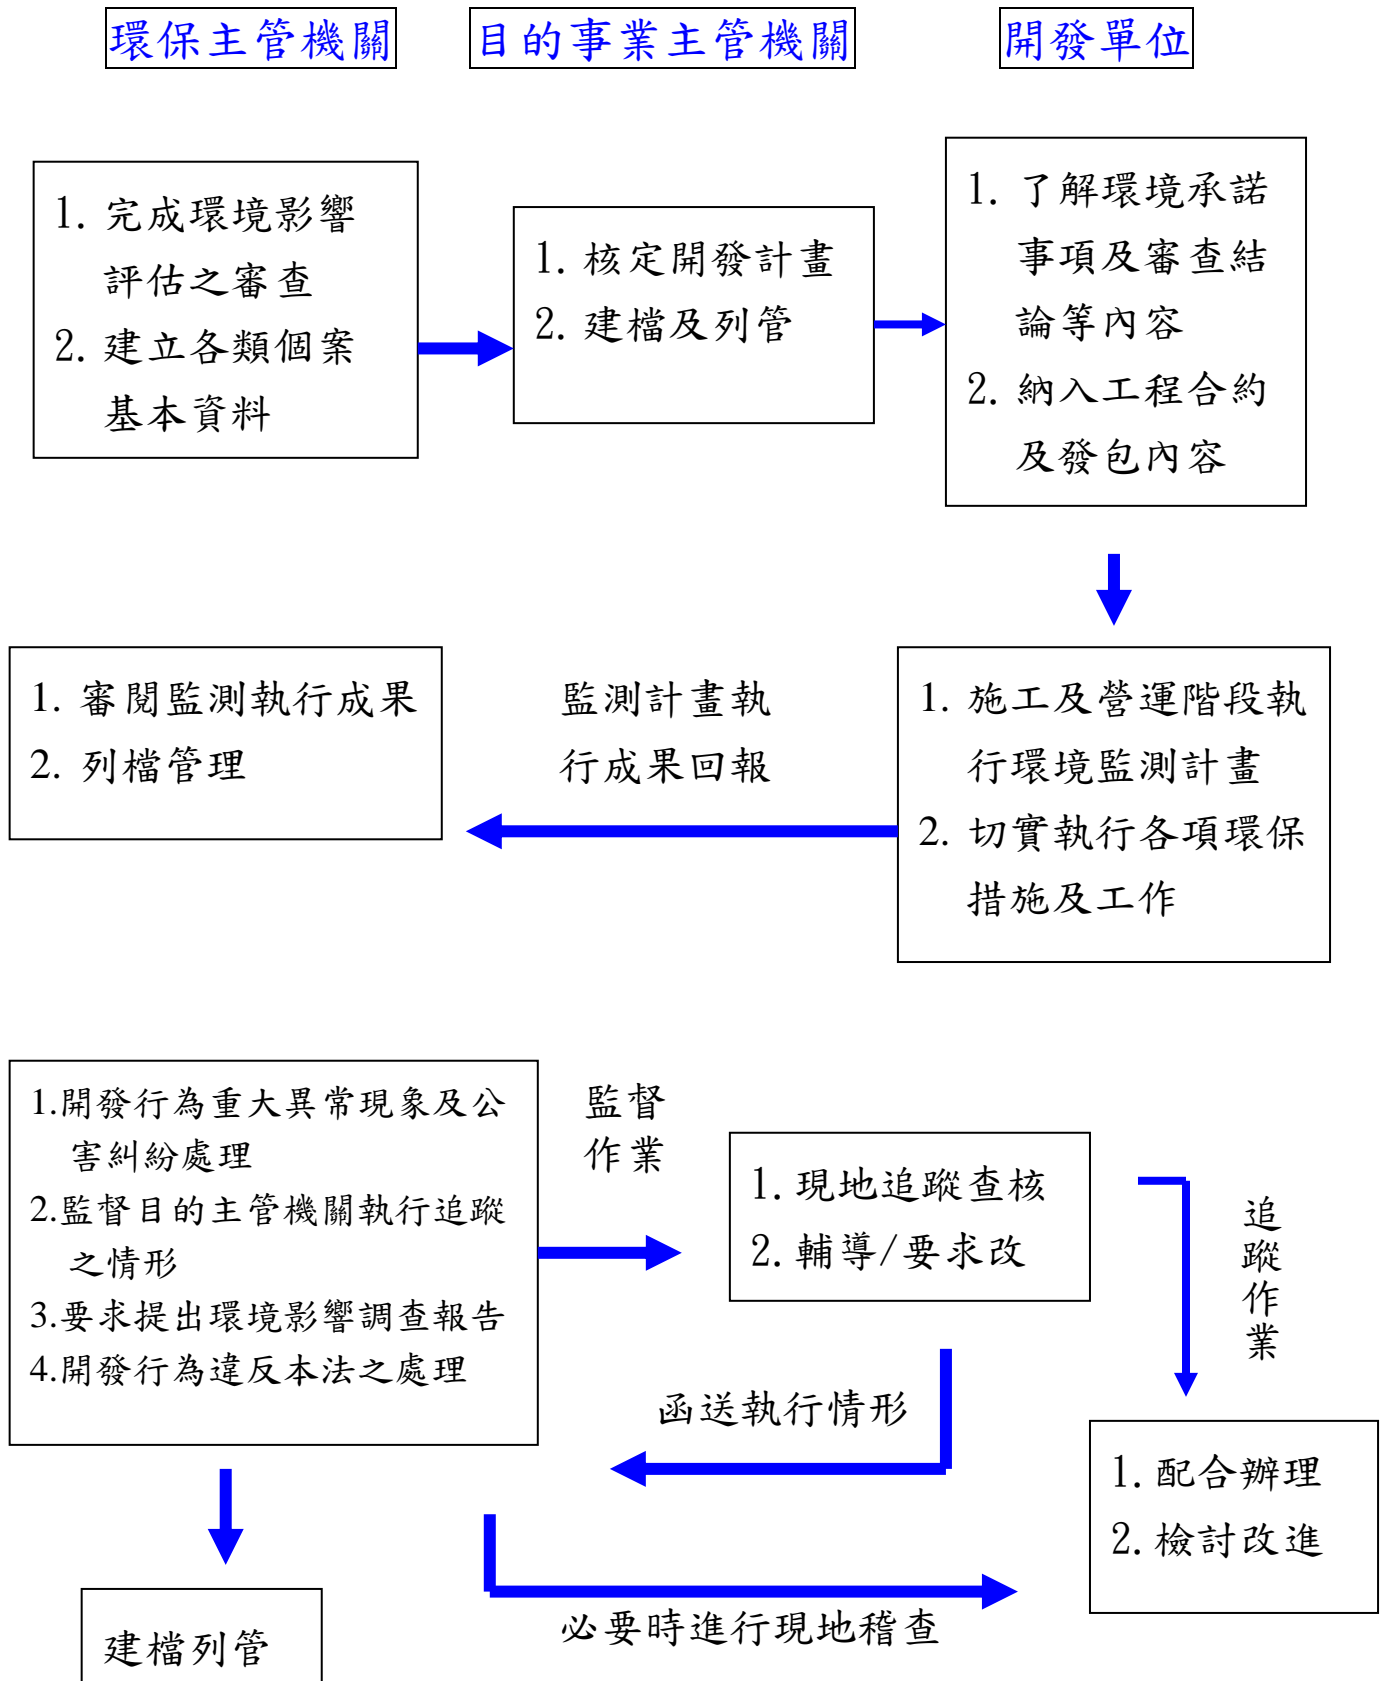 環保主管機關
目的事業主管機關
開發單位
1. 完成環境影響
評估之審查
2. 建立各類個案
基本資料
1. 核定開發計畫
2. 建檔及列管
1. 了解環境承諾
事項及審查結
論等內容
2. 納入工程合約
及發包內容
1. 審閱監測執行成果
2. 列檔管理
監測計畫執
行成果回報
1. 施工及營運階段執
行環境監測計畫
2. 切實執行各項環保
措施及工作
1.開發行為重大異常現象及公
害糾紛處理
2.監督目的主管機關執行追蹤
之情形
3.要求提出環境影響調查報告
4.開發行為違反本法之處理
監督
作業
1. 現地追蹤查核
2. 輔導/要求改
追
蹤
作
業
函送執行情形
1. 配合辦理
2. 檢討改進
必要時進行現地稽查
建檔列管